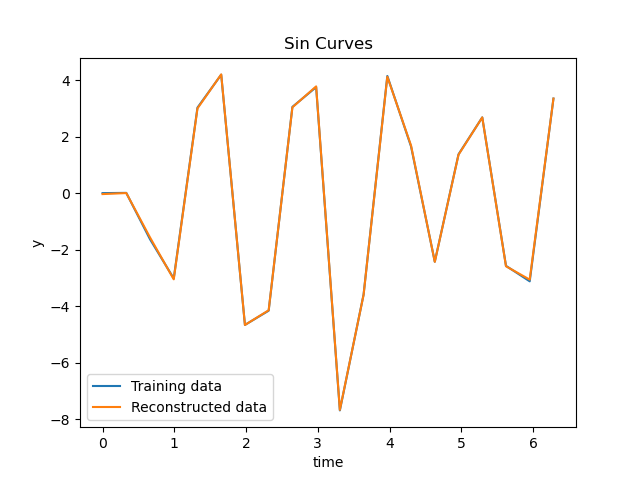 Sin Curves
4
2
0
−2
−4
−6
−8
y
Training data
Reconstructed data
0 1 2 3 4 5 6
time